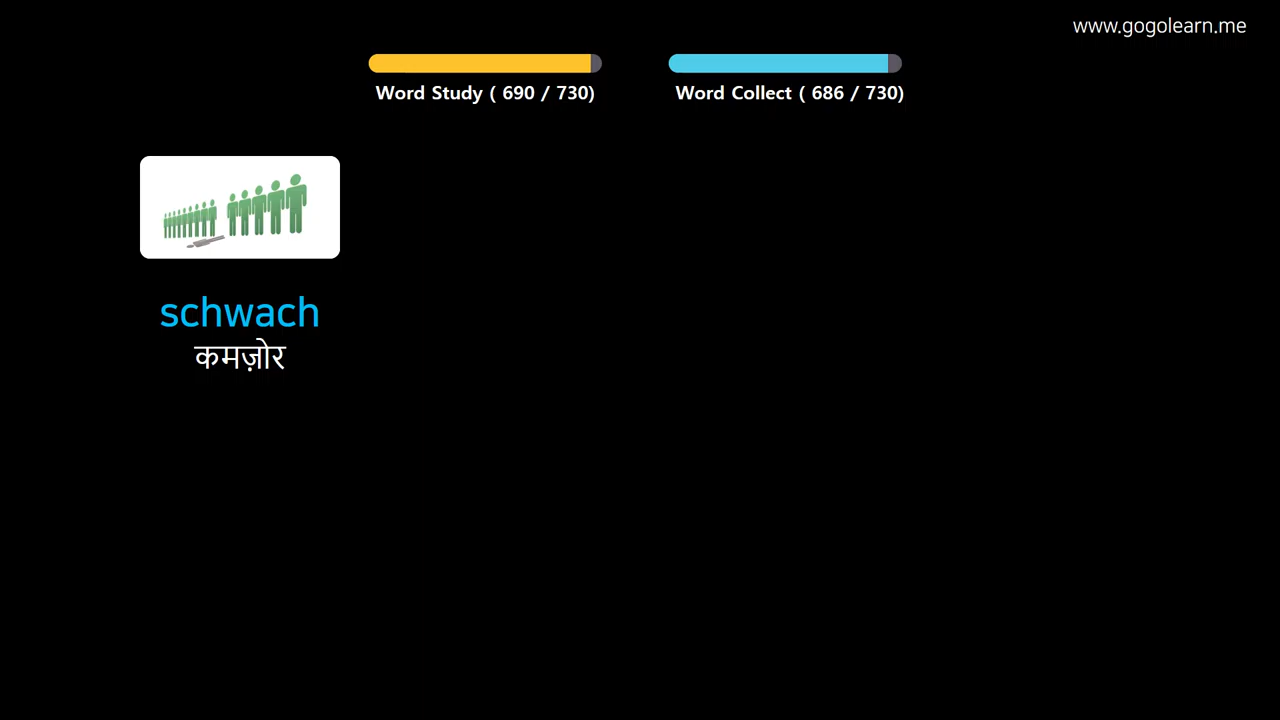 www.gogolearn.me
Word Study ( 690 / 730)
Word Collect ( 686 / 730)
schwach
कमज़ोर